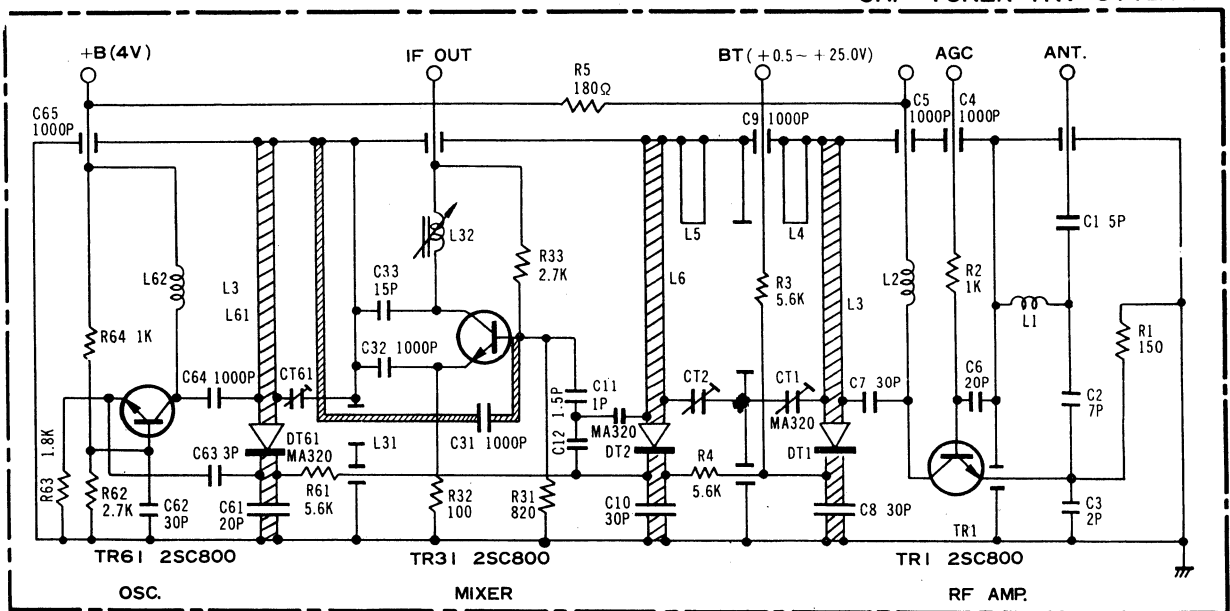 +B(4V)
IF OUT
BT(+0.5~+25.0V)
AGC
ANT.
R5
180Ω
C65
1000P
C9 1000P
C5
1000P
C4
1000P
C1 5P
L32
L5
L4
R33
2.7K
L62
L3
L61
C33
15P
L6
R3
5.6K
L3
L2
R2
1K
L1
R1
150
R64 1K
C32 1000P
C64 1000P
CT61
C11
1P
CT2
CT1
C7 30P
C6
20P
C2
7P
1.5P
C12
MA320
MA320
R63 1.8K
C31 1000P
DT61
MA320
L31
DT2
R4
5.6K
DT1
C63 3P
R62
2.7K
C62
30P
C61
20P
R61
5.6K
R32
100
R31
820
C10
30P
C8 30P
TR1
C3
2P
TR61 2SC800
TR31 2SC800
TR1 2SC800
OSC.
MIXER
RF AMP.